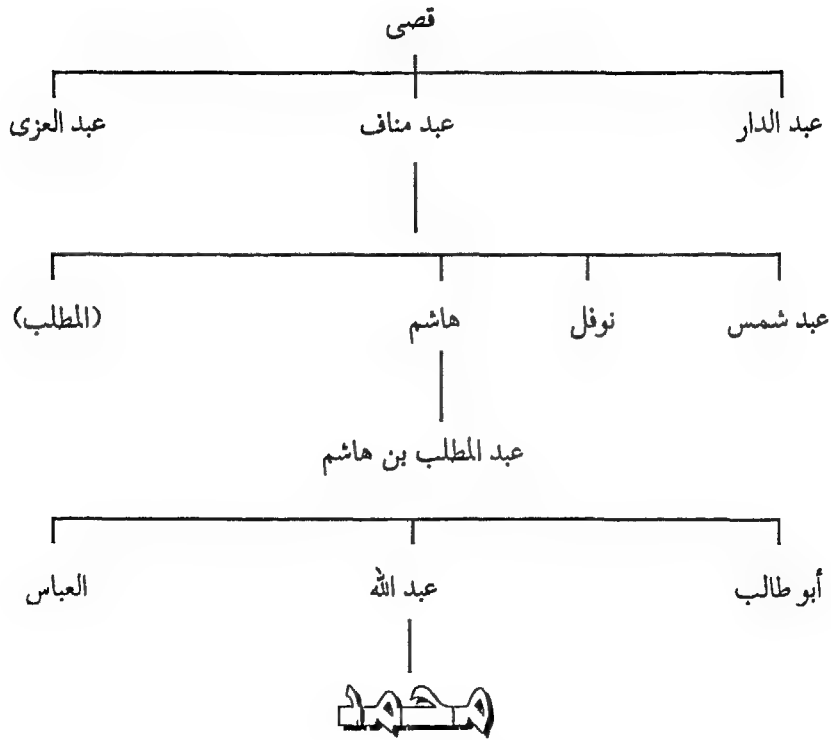 قصى
عبد الدار عبد مناف عبد العزى
عبد شمس نوفل هاشم (المطلب)
عبد المطلب بن هاشم
أبو طالب عبد الله العباس
محمد